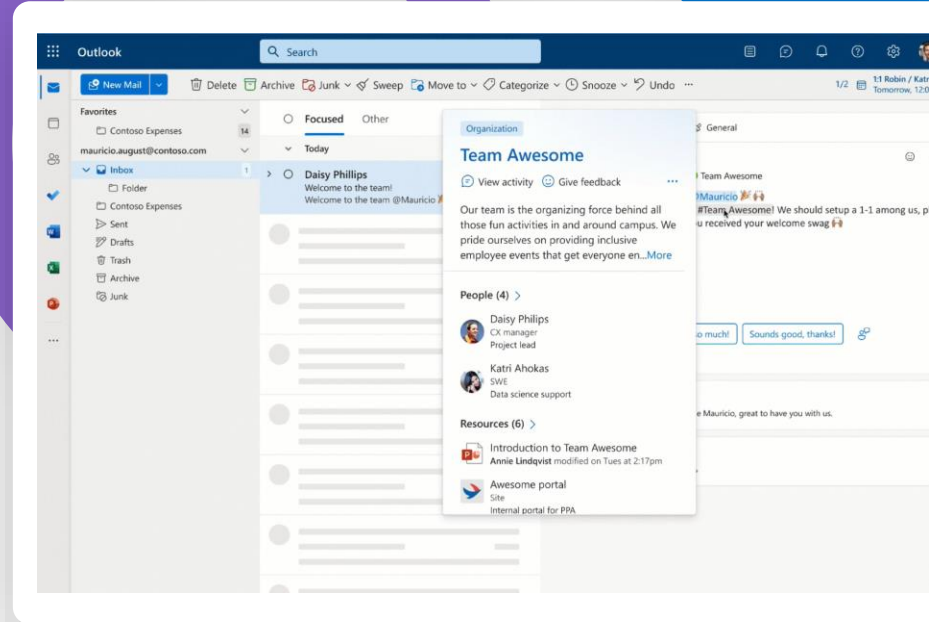 Outlook
Search
New Mail
Delete
Archive
Junk
Sweep
Move to
Categorize
Snooze
Undo
1/2
1:1 Robin / Katr
Tomorrow, 12:0
Favorites
Contoso Expenses
14
mauricio.august@contoso.com
Inbox
1
Folder
Contoso Expenses
Sent
Drafts
Trash
Archive
Junk
Focused
Other
Today
Daisy Phillips
Welcome to the team!
Welcome to the team @Mauricio
Organization
Team Awesome
View activity
Give feedback
Our team is the organizing force behind all
those fun activities in and around campus. We
pride ourselves on providing inclusive
employee events that get everyone en...More
People (4)
Daisy Philips
CX manager
Project lead
Katri Ahokas
SWE
Data science support
Resources (6)
Introduction to Team Awesome
Annie Lindqvist modified on Tues at 2:17pm
Awesome portal
Site
Internal portal for PPA
General
Team Awesome
@Mauricio
#Team Awesome! We should setup a 1-1 among us, p
u received your welcome swag
o much!
Sounds good, thanks!
e Mauricio, great to have you with us.